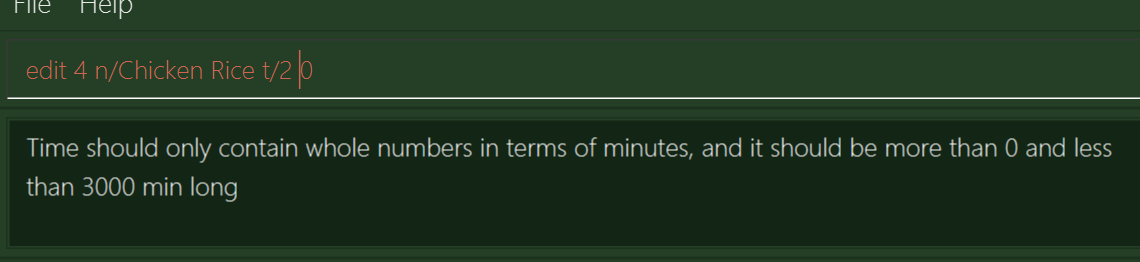 File Help
edit 4 n/Chicken Rice t/2 0
Time should only contain whole numbers in terms of minutes, and it should be more than 0 and less
than 3000 min long